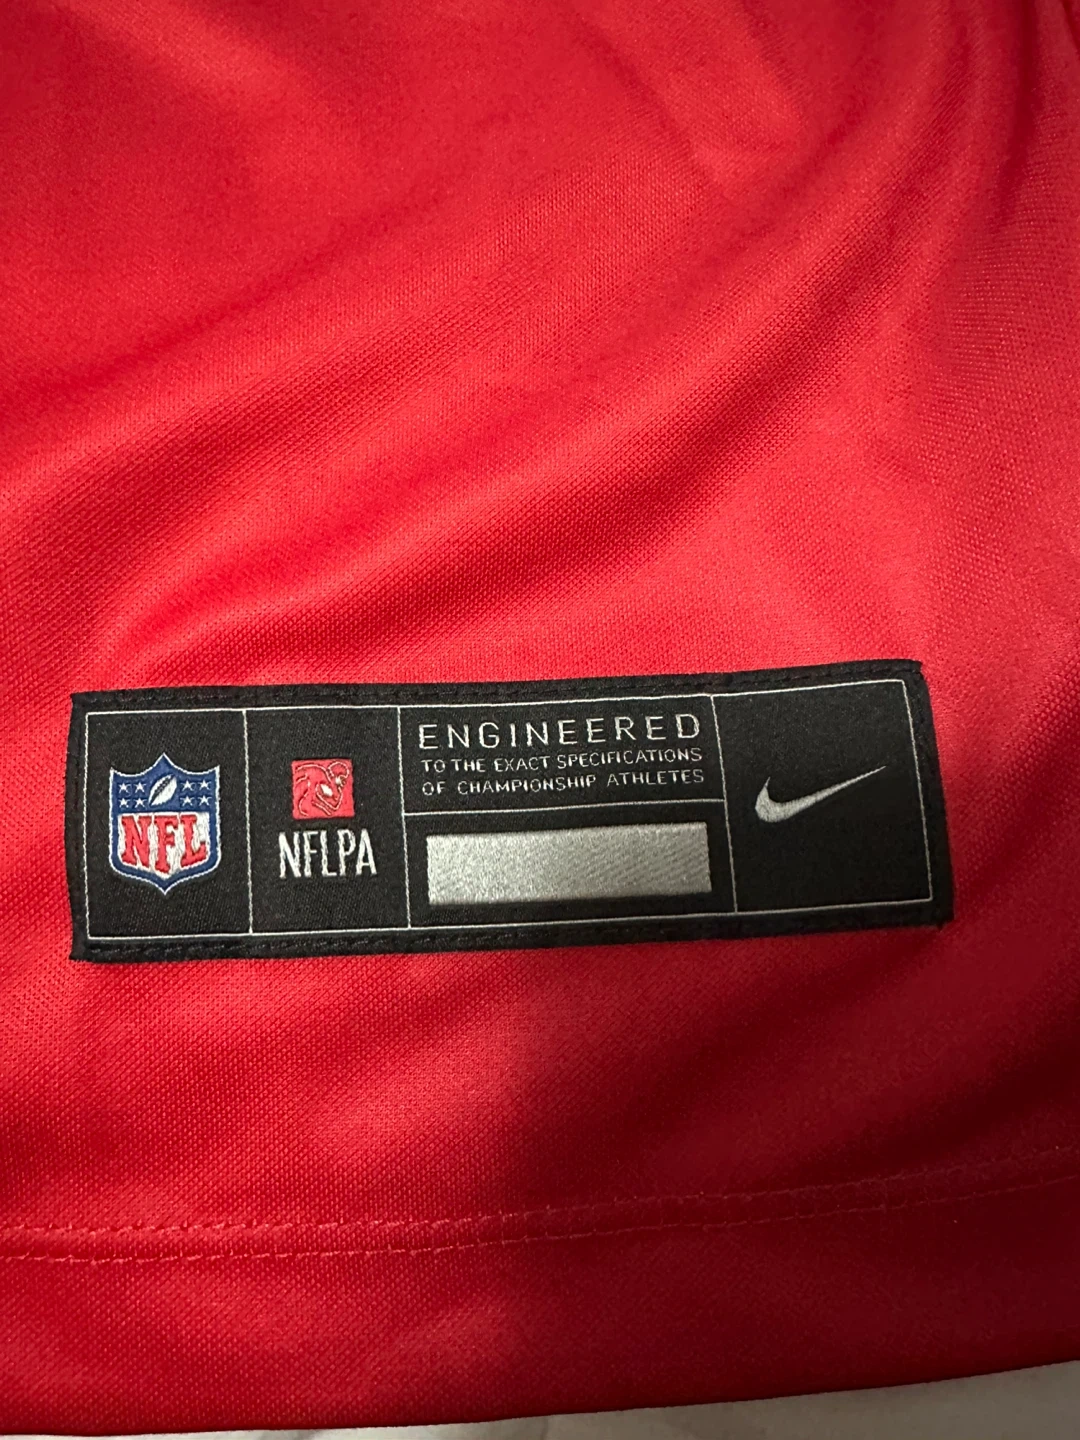 NFL
NFLPA
ENGINEERED
TO THE EXACT SPECIFICATIONS
OF CHAMPIONSHIP ATHLETES